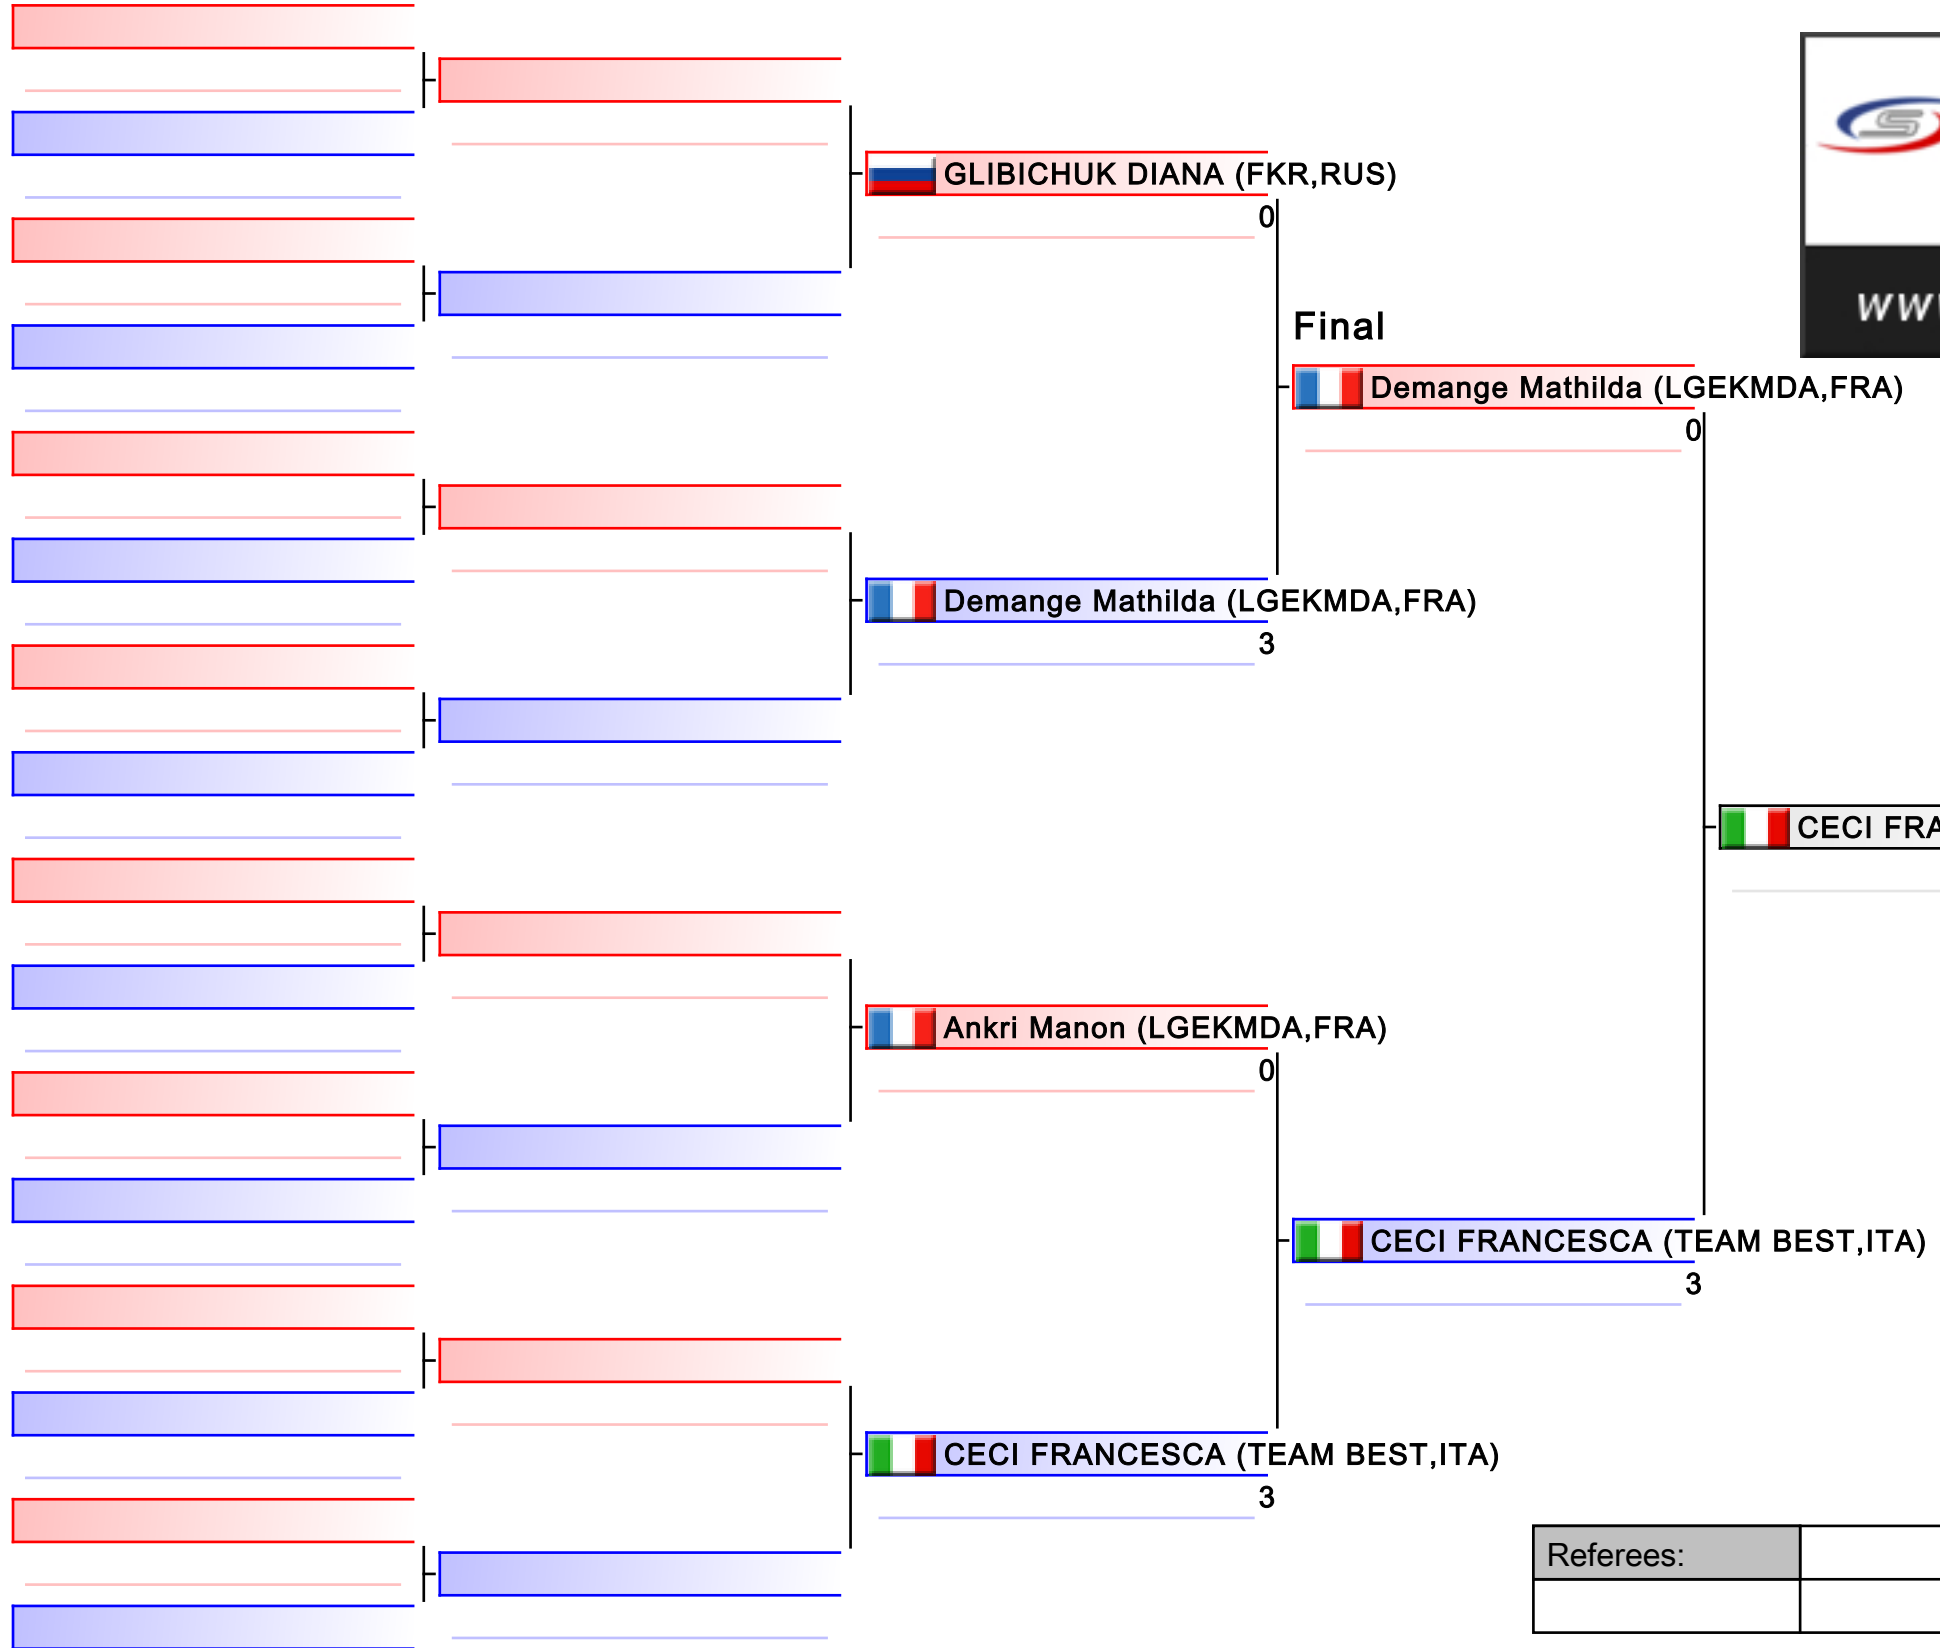 GLIBICHUK DIANA (FKR,RUS)
0
Final
Demange Mathilda (LGEKMDA,FRA)
0
Demange Mathilda (LGEKMDA,FRA)
3
CECI FRA
Ankri Manon (LGEKMDA,FRA)
0
CECI FRANCESCA (TEAM BEST,ITA)
3
CECI FRANCESCA (TEAM BEST,ITA)
3
Referees: